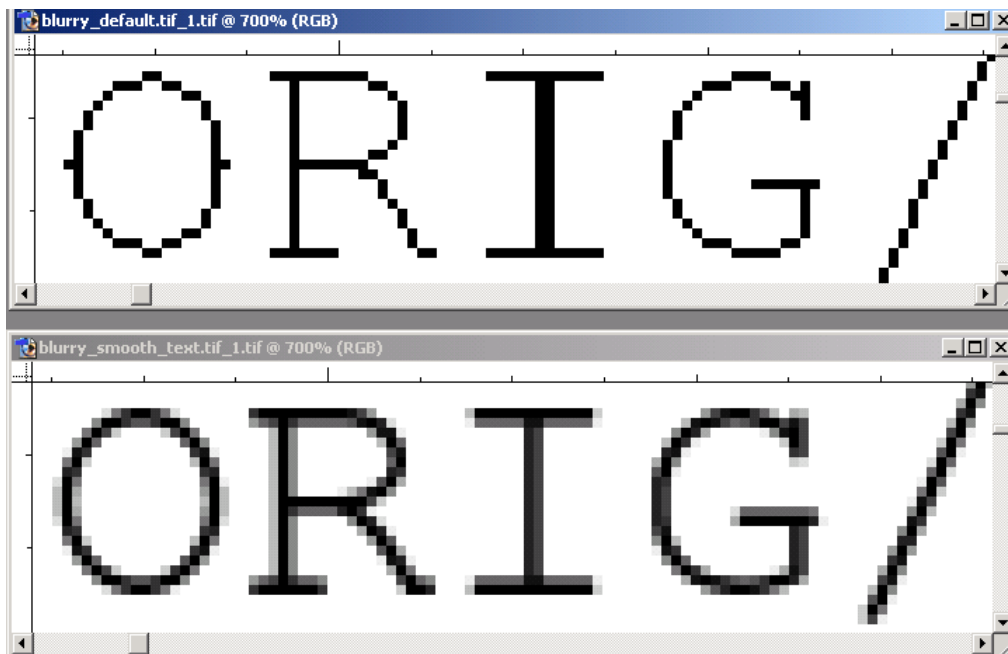 blurry_default.tif_1.tif @ 700% (RGB)
ORIG/
blurry_smooth_text.tif_1.tif @ 700% (RGB)
ORIG/